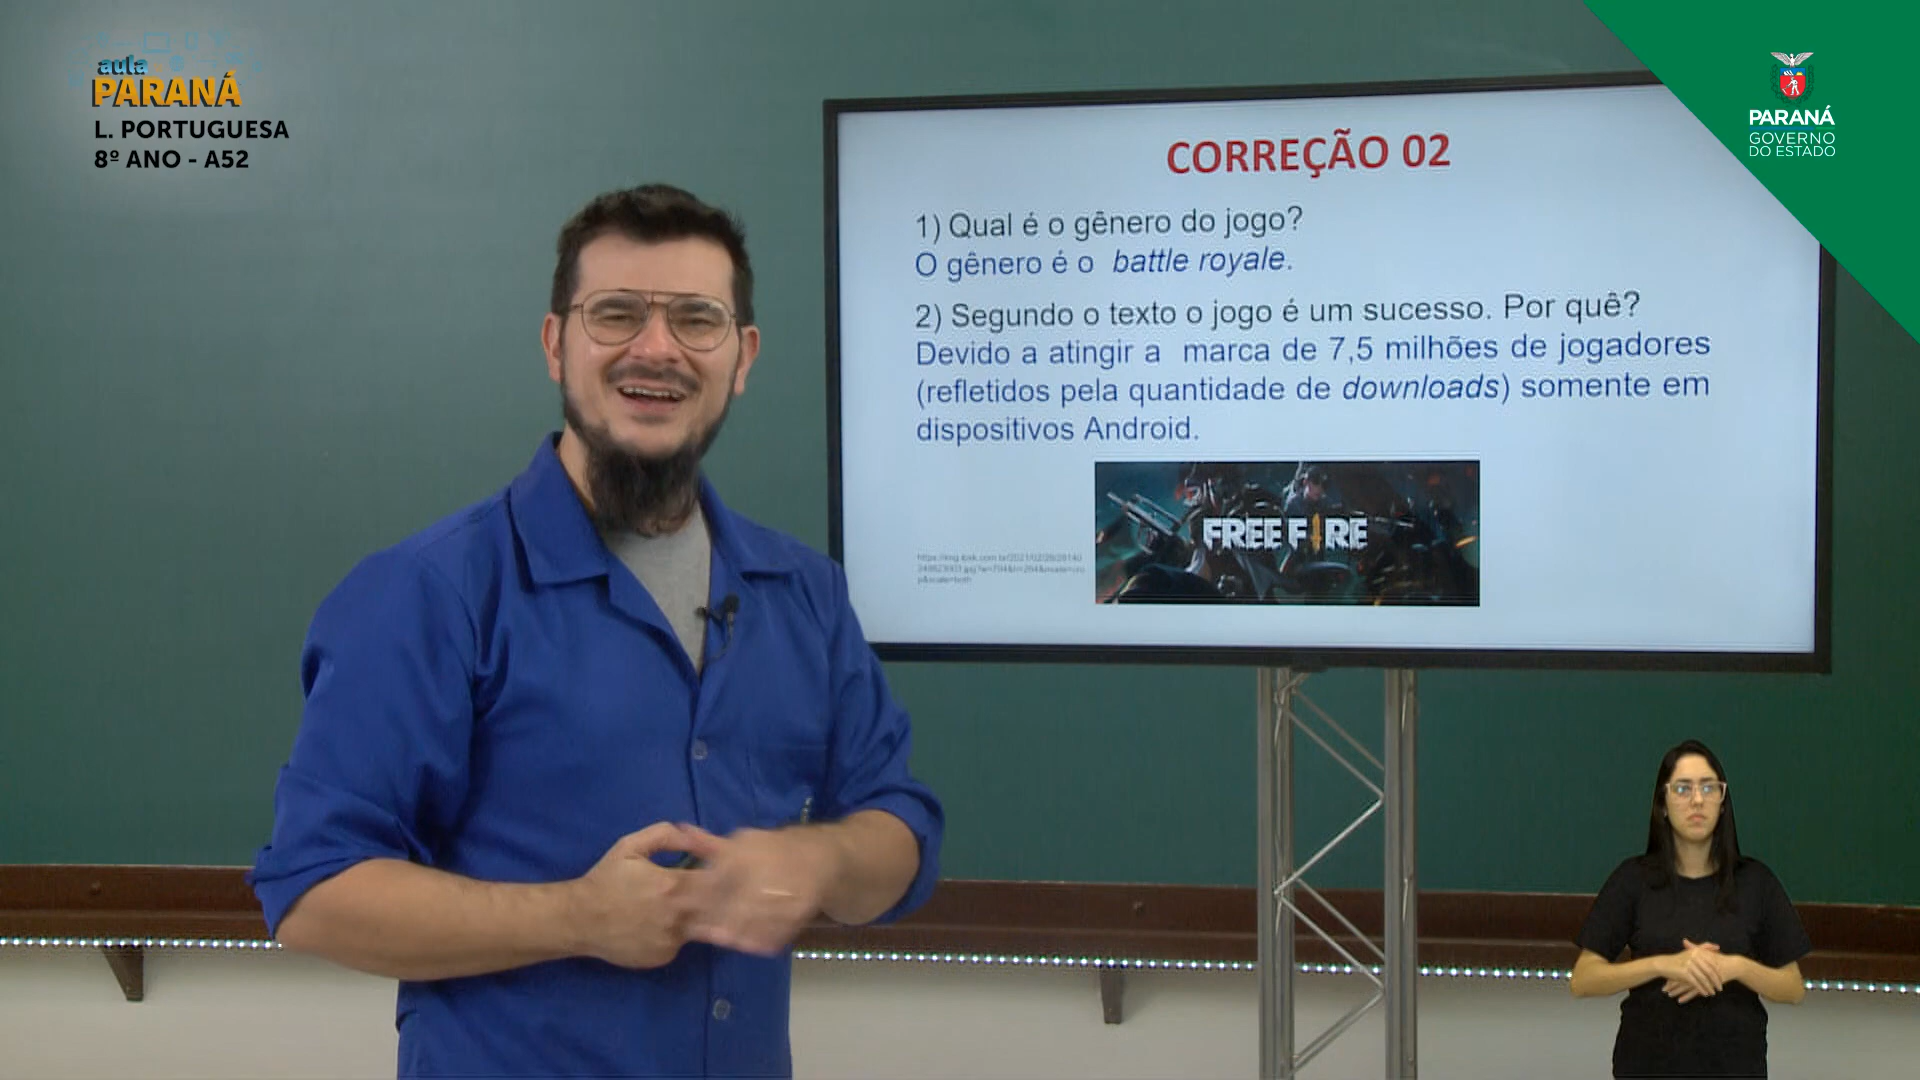 aula
PARANÁ
L. PORTUGUESA
8º ANO - A52
PARANÁ
GOVERNO
DO ESTADO
CORREÇÃO 02
1) Qual é o gênero do jogo?
O gênero é o battle royale.
2) Segundo o texto o jogo é um sucesso. Por quê?
Devido a atingir a marca de 7,5 milhões de jogadores
(refletidos pela quantidade de downloads) somente em
dispositivos Android.
FREE FIRE